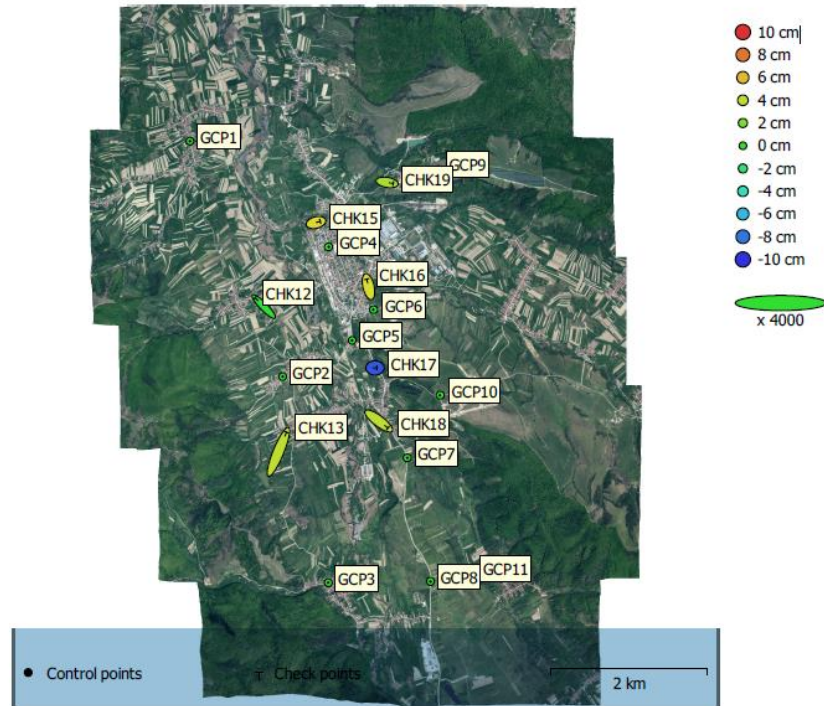 10 cm
8 cm
6 cm
4 cm
2 cm
0 cm
-2 cm
-4 cm
-6 cm
-8 cm
-10 cm
x 4000
GCP1
GCP9
CHK19
CHK15
GCP4
CHK16
CHK12
GCP6
GCP5
CHK17
GCP2
GCP10
CHK13
CHK18
GCP7
GCP3
GCP8
GCP11
Control points
Check points
2 km